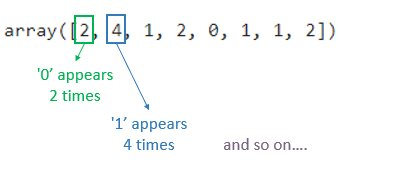 array([2, 4, 1, 2, 0, 1, 1, 2])
‘0’ appears
2 times
‘1’ appears
4 times
and so on....